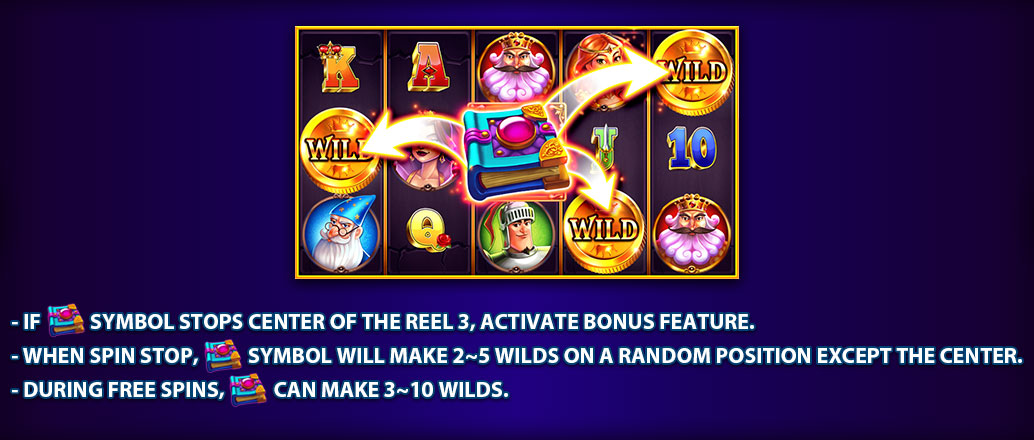 K A WILD
WILD J 10
Q WILD
- IF SYMBOL STOPS CENTER OF THE REEL 3, ACTIVATE BONUS FEATURE.
- WHEN SPIN STOP, SYMBOL WILL MAKE 2~5 WILDS ON A RANDOM POSITION EXCEPT THE CENTER.
- DURING FREE SPINS, CAN MAKE 3~10 WILDS.